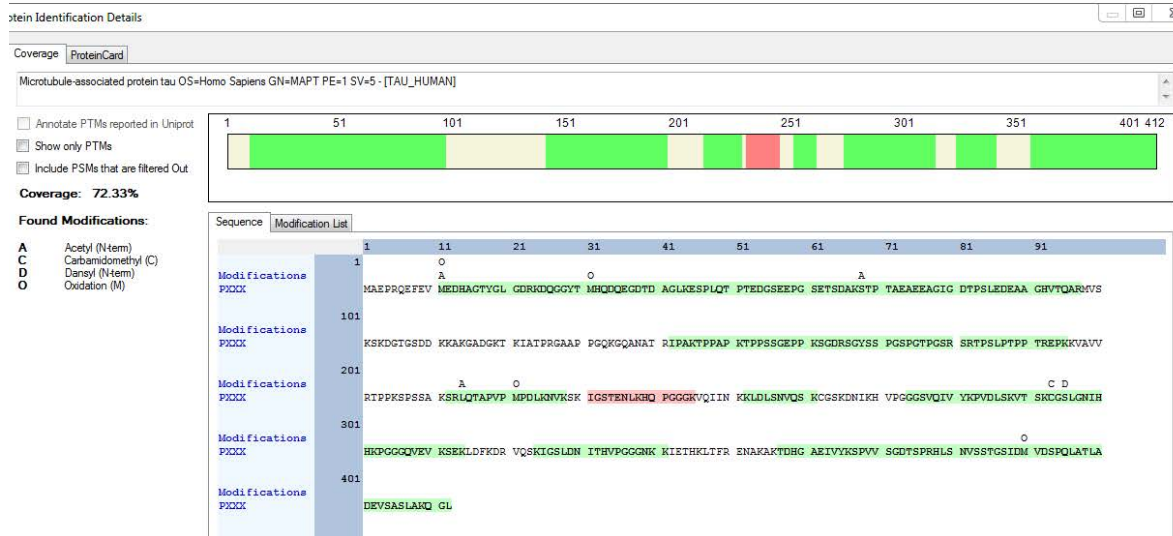 otein Identification Details
Coverage ProteinCard
Microtubule-associated protein tau OS=Homo Sapiens GN=MAPT PE=1 SV=5 - [TAU_HUMAN]
Annotate PTMs reported in Uniprot
Show only PTMs
Include PSMs that are filtered Out
Coverage: 72.33%
Found Modifications:
A Acetyl (N-term)
C Carbamidomethyl (C)
D Dansyl (N-term)
O Oxidation (M)
1 51 101 151 201 251 301 351 401 412
Sequence Modification List
1 11 21 31 41 51 61 71 81 91
1 O
Modifications A O A
PXXX MAEPRQEFEV MEDHAGTYGL GDRKDQGGYT MHQDQEGDTD AGLKESPLQT PTEDGSEEPG SETSDAKSTP TAEAEEAGIG DTPSLEDEAA GHVTQARMVS
101
Modifications
PXXX KSKDGTGSDD KKAKGADGKT KIATPRGAAP PGQKGQANAT RIPAKTPPAP KTPPSSGEPP KSGDRSGYSS PGSPGTPGSR SRTPSLPTPP TREPKKVAVV
201
Modifications A O C D
PXXX RTPPKSPSSA KSRLQTAPVP MPDLKNVKSK IGSTENLKHQ PGGGKVQIIN KKLDLSNVQS KCGSKDNIKH VPGGGSVQIV YKPVDLSKVT SKCGSLGNIH
301
Modifications O
PXXX HKPGGGQVEV KSEKLDFKDR VQSKIGSLDN ITHVPGGGNK KIETHKLTFR ENAKAKTDHG AEIVYKSPVV SGDTSPRHLS NVSSTGSIDM VDSPQLATLA
401
Modifications
PXXX DEVSASLAKQ GL